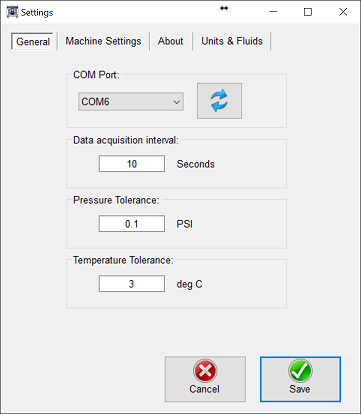 Settings
General
Machine Settings
About
Units & Fluids
COM Port:
COM6
Data acquisition interval:
10 Seconds
Pressure Tolerance:
0.1 PSI
Temperature Tolerance:
3 deg C
Cancel
Save